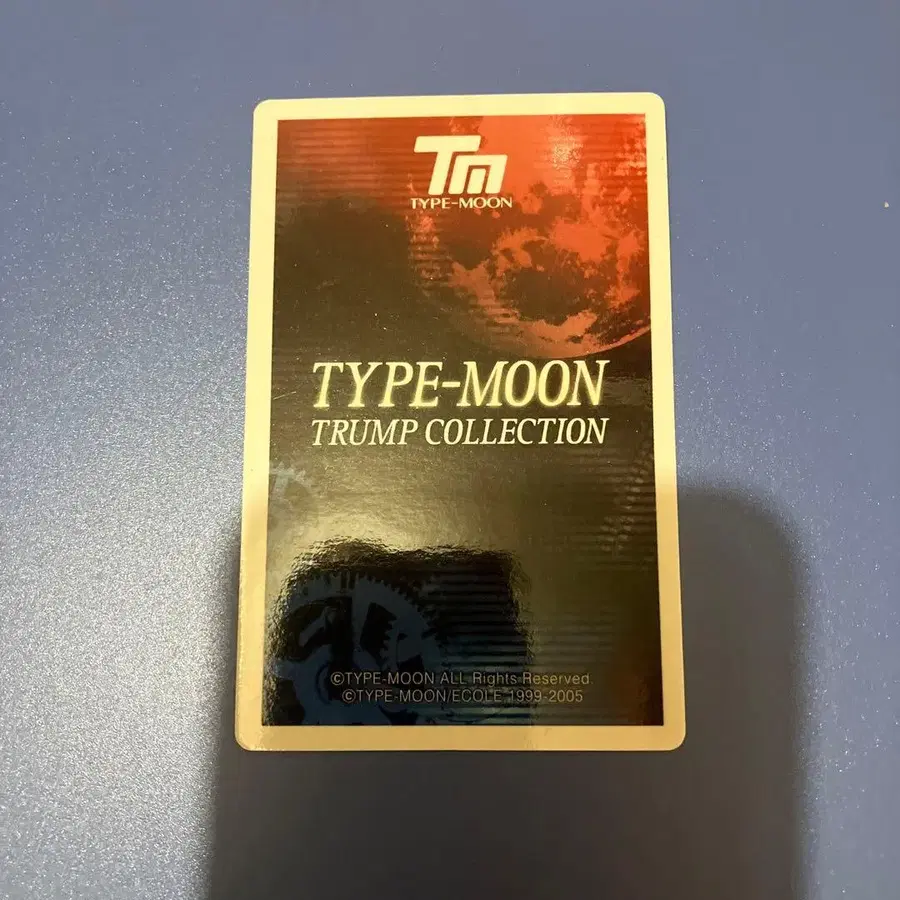 TM
TYPE-MOON
TYPE-MOON
TRUMP COLLECTION
©TYPE-MOON ALL Rights Reserved.
©TYPE-MOON/ECOLE 1999-2005